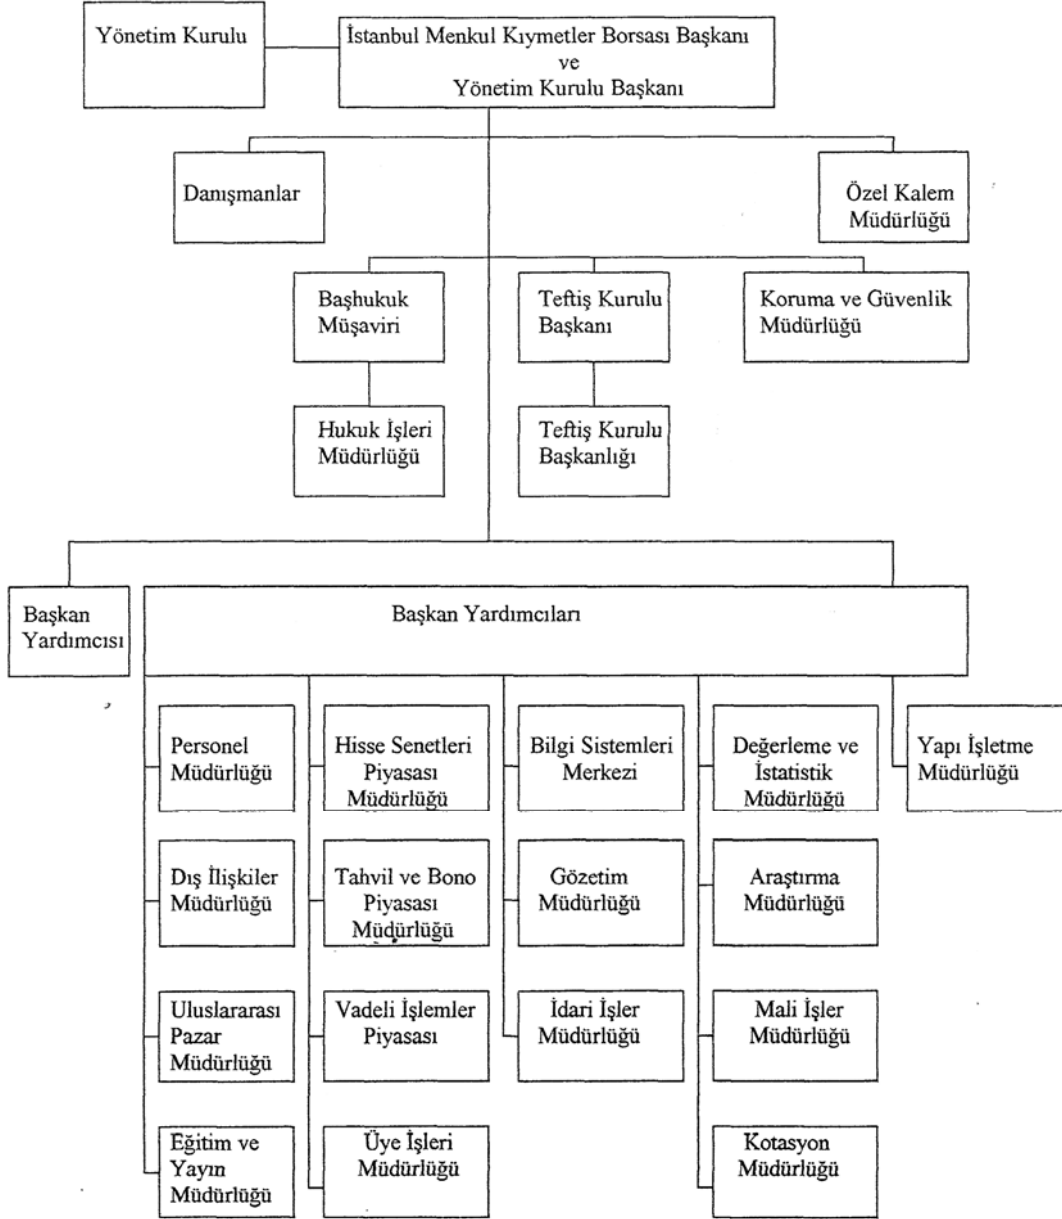 Yönetim Kurulu
İstanbul Menkul Kıymetler Borsası Başkanı
ve
Yönetim Kurulu Başkanı
Danışmanlar
Özel Kalem
Müdürlüğü
Başhukuk
Müşaviri
Teftiş Kurulu
Başkanı
Koruma ve Güvenlik
Müdürlüğü
Hukuk İşleri
Müdürlüğü
Teftiş Kurulu
Başkanlığı
Başkan
Yardımcısı
Başkan Yardımcıları
Personel
Müdürlüğü
Hisse Senetleri
Piyasası
Müdürlüğü
Bilgi Sistemleri
Merkezi
Değerleme ve
İstatistik
Müdürlüğü
Yapı İşletme
Müdürlüğü
Dış İlişkiler
Müdürlüğü
Tahvil ve Bono
Piyasası
Müdürlüğü
Gözetim
Müdürlüğü
Araştırma
Müdürlüğü
Uluslararası
Pazar
Müdürlüğü
Vadeli İşlemler
Piyasası
İdari İşler
Müdürlüğü
Mali İşler
Müdürlüğü
Eğitim ve
Yayın
Müdürlüğü
Üye İşleri
Müdürlüğü
Kotasyon
Müdürlüğü